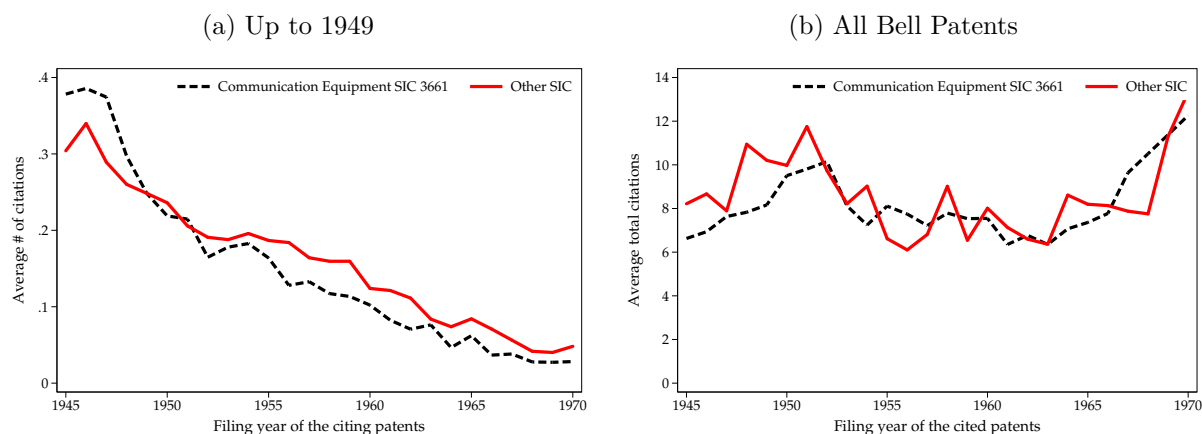 (a) Up to 1949
Communication Equipment SIC 3661
Other SIC
Average # of citations
.4
.3
.2
.1
0
1945 1950 1955 1960 1965 1970
Filing year of the citing patents
(b) All Bell Patents
Communication Equipment SIC 3661
Other SIC
Average total citations
14
12
10
8
6
4
2
0
1945 1950 1955 1960 1965 1970
Filing year of the cited patents